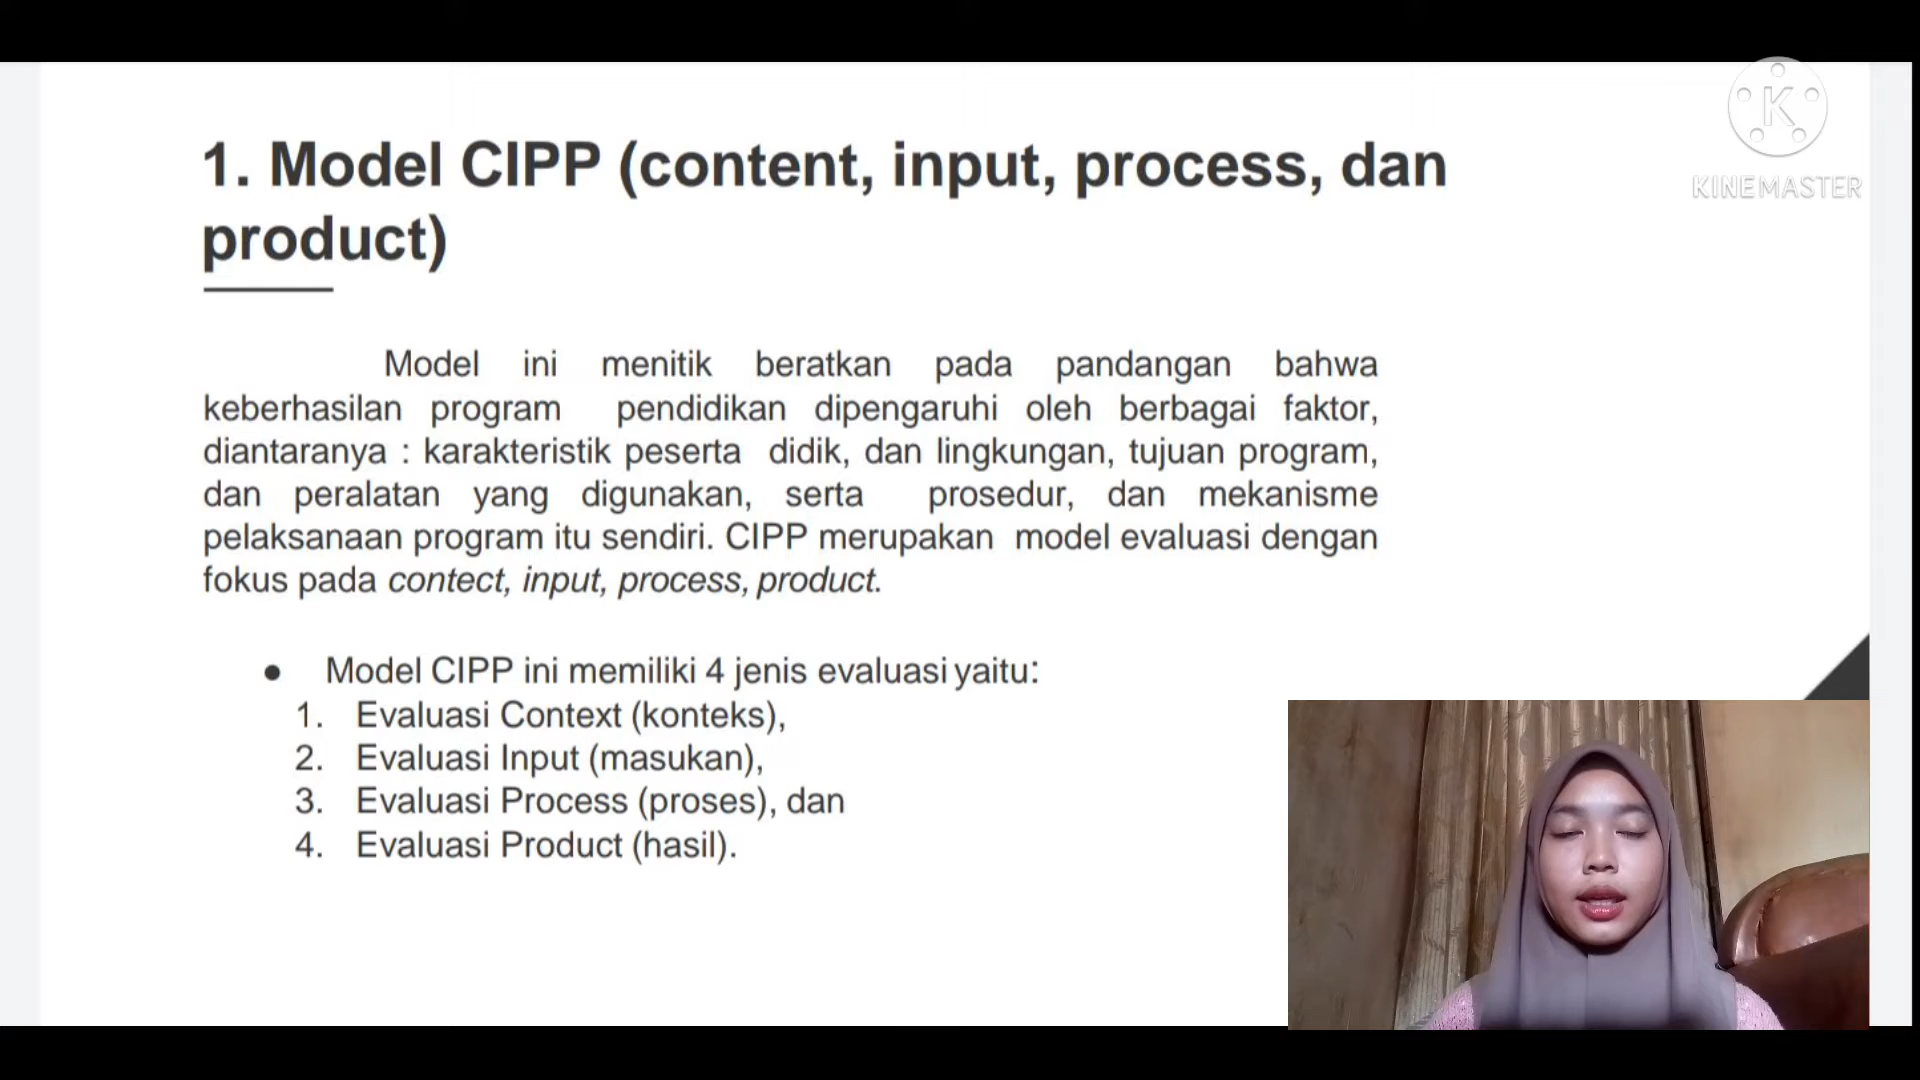 1. Model CIPP (content, input, process, dan
product)
K
KINEMASTER
Model ini menitik beratkan pada pandangan bahwa
keberhasilan program pendidikan dipengaruhi oleh berbagai faktor,
diantaranya : karakteristik peserta didik, dan lingkungan, tujuan program,
dan peralatan yang digunakan, serta prosedur, dan mekanisme
pelaksanaan program itu sendiri. CIPP merupakan model evaluasi dengan
fokus pada contect, input, process, product.
● Model CIPP ini memiliki 4 jenis evaluasi yaitu:
1. Evaluasi Context (konteks),
2. Evaluasi Input (masukan),
3. Evaluasi Process (proses), dan
4. Evaluasi Product (hasil).